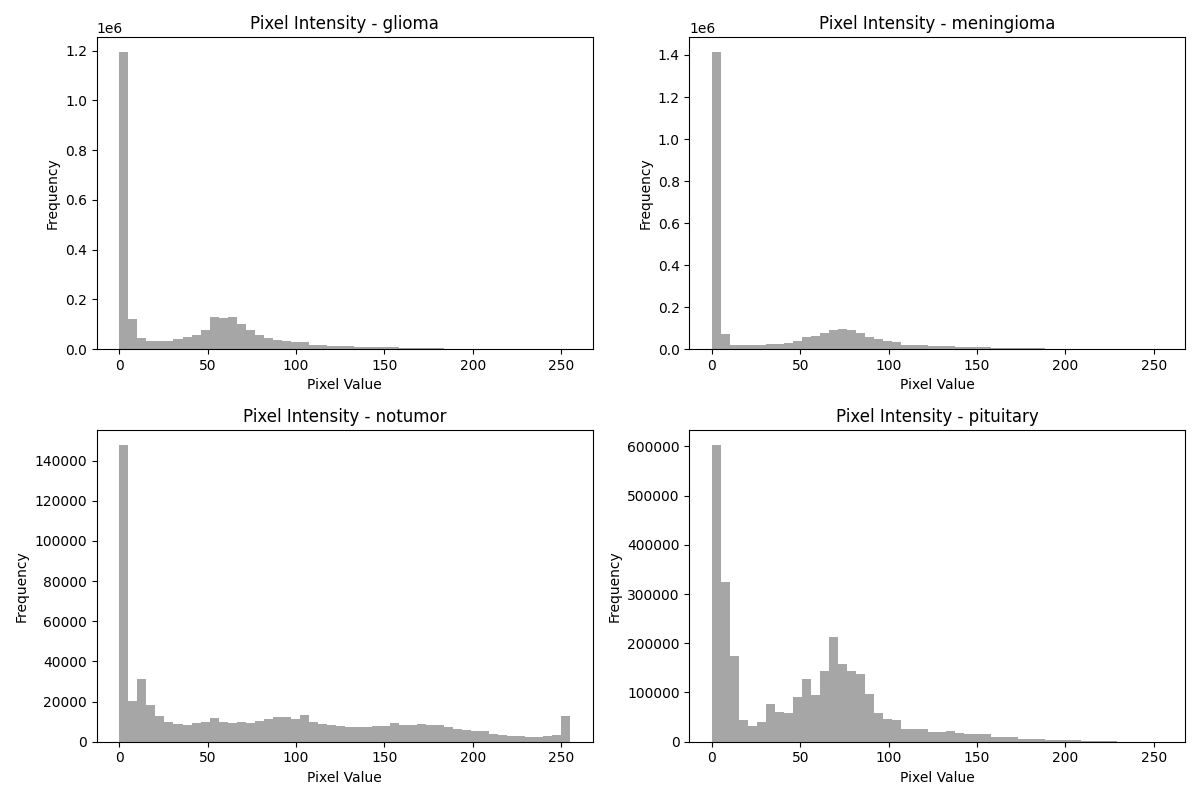 Pixel Intensity - glioma
1e6
1.2
1.0
0.8
0.6
0.4
0.2
0.0
Frequency
0 50 100 150 200 250
Pixel Value
Pixel Intensity - meningioma
1e6
1.4
1.2
1.0
0.8
0.6
0.4
0.2
0.0
Frequency
0 50 100 150 200 250
Pixel Value
Pixel Intensity - notumor
140000
120000
100000
80000
60000
40000
20000
0
Frequency
0 50 100 150 200 250
Pixel Value
Pixel Intensity - pituitary
600000
500000
400000
300000
200000
100000
0
Frequency
0 50 100 150 200 250
Pixel Value